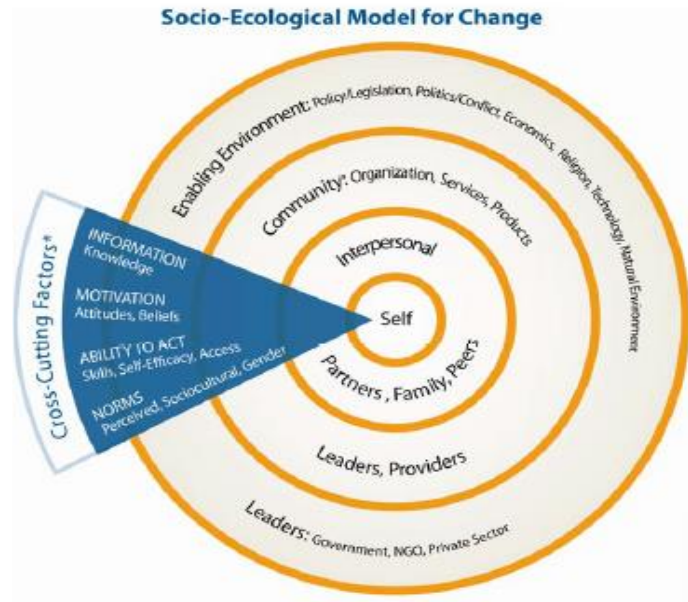 Socio-Ecological Model for Change
Enabling Environment: Policy/Legislation, Politics/Conflict, Economics, Religion, Technology, Natural Environment
Community*: Organization, Services, Products
Interpersonal
Self
Partners, Family, Peers
Leaders, Providers
Leaders: Government, NGO, Private Sector
Cross-Cutting Factors*
INFORMATION
Knowledge
MOTIVATION
Attitudes, Beliefs
ABILITY TO ACT
Skills, Self-Efficacy, Access
NORMS
Perceived, Sociocultural, Gender